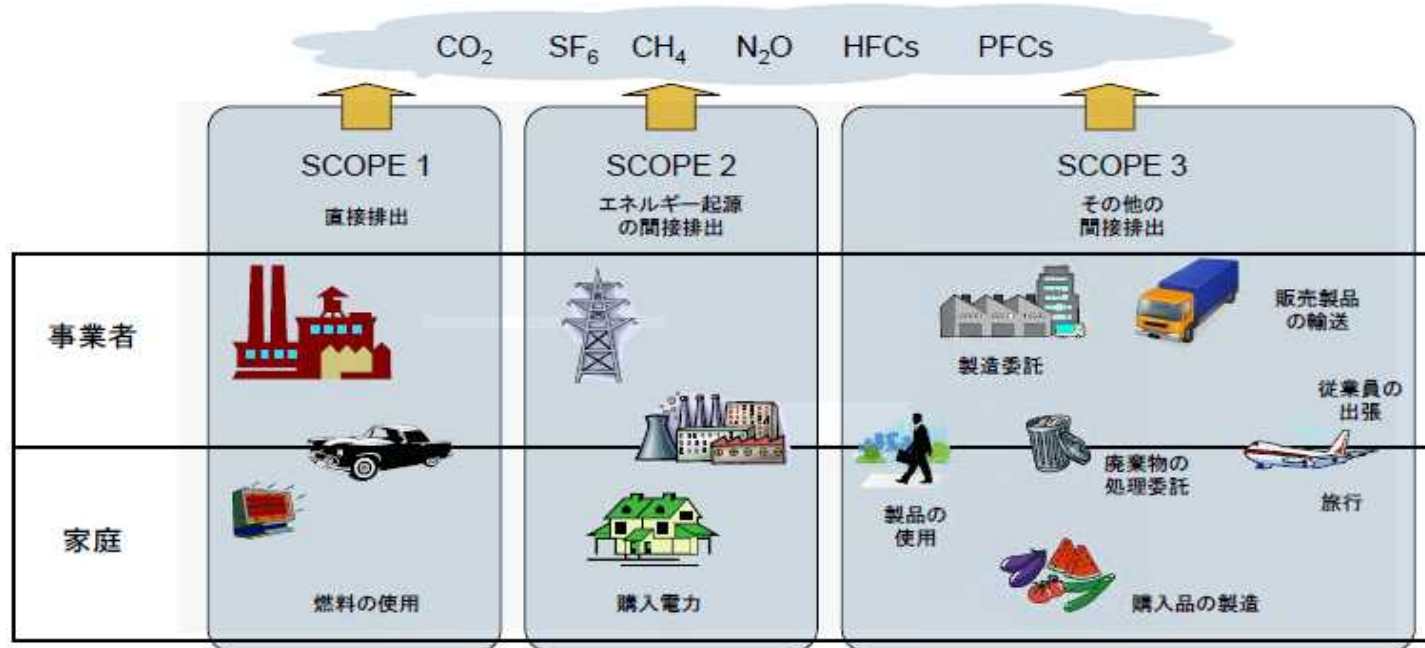 CO₂ SF₆ CH₄ N₂O HFCs PFCs
SCOPE 1
直接排出
SCOPE 2
エネルギー起源
の間接排出
SCOPE 3
その他の
間接排出
事業者
製造委託
販売製品
の輸送
従業員の
出張
家庭
燃料の使用
購入電力
製品の
使用
廃棄物の
処理委託
旅行
購入品の製造